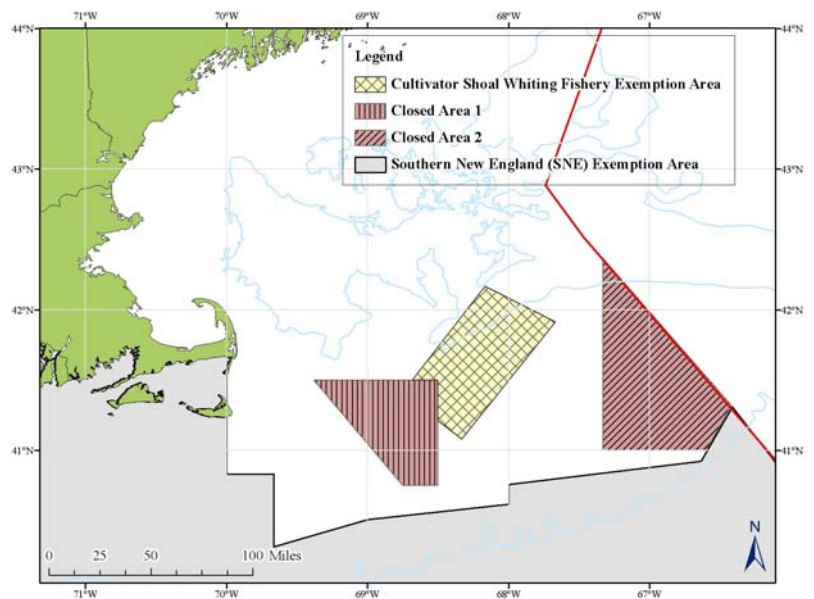 71°W 70°W 69°W 68°W 67°W
44°N 44°N
Legend
Cultivator Shoal Whiting Fishery Exemption Area
Closed Area 1
Closed Area 2
Southern New England (SNE) Exemption Area
43°N 43°N
42°N 42°N
41°N 41°N
N
0 25 50 100 Miles
71°W 70°W 69°W 68°W 67°W